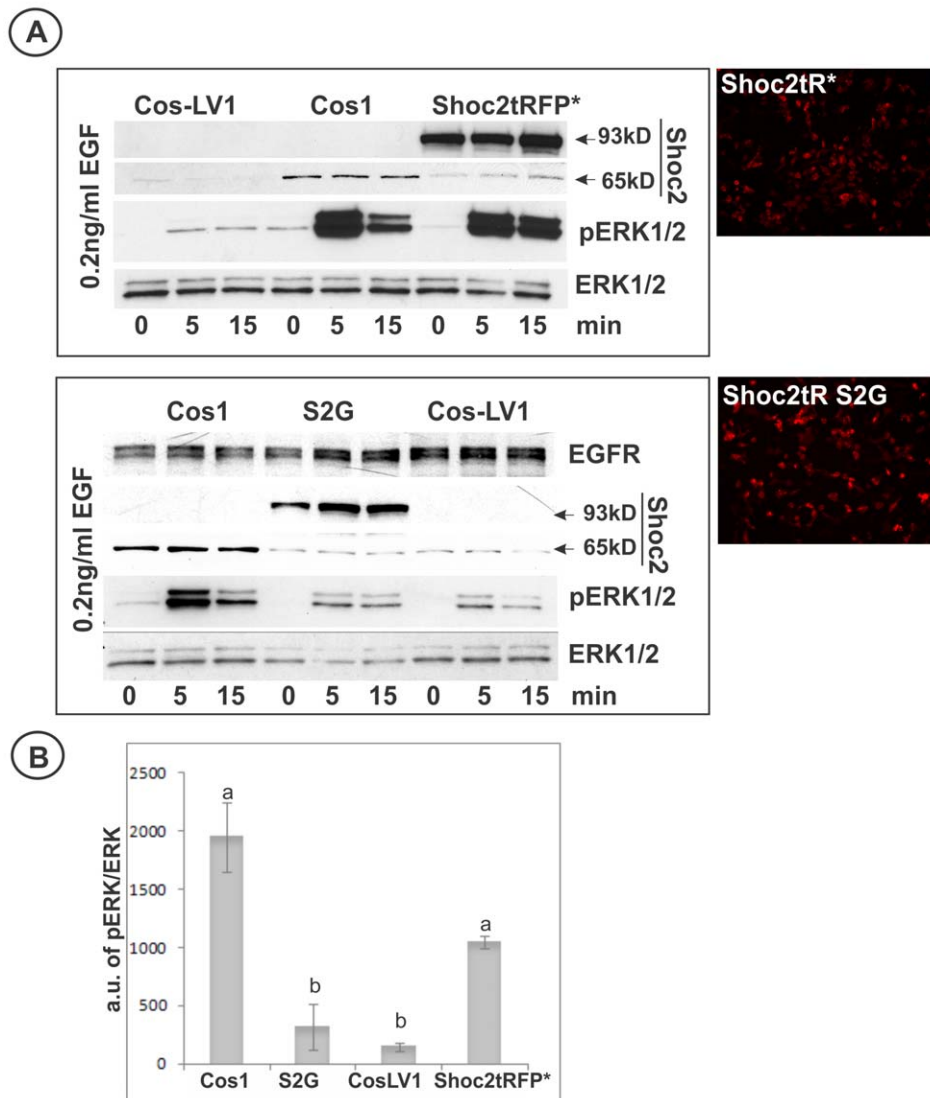 A
Cos-LV1 Cos1 Shoc2tRFP*
0.2ng/ml EGF
93kD
65kD
Shoc2
pERK1/2
ERK1/2
0 5 15 0 5 15 0 5 15 min
Shoc2tR*
Cos1 S2G Cos-LV1
0.2ng/ml EGF
EGFR
93kD
65kD
Shoc2
pERK1/2
ERK1/2
0 5 15 0 5 15 0 5 15 min
Shoc2tR S2G
B
a.u. of pERK/ERK
2500
2000
1500
1000
500
0
a
b
b
a
Cos1 S2G CosLV1 Shoc2tRFP*